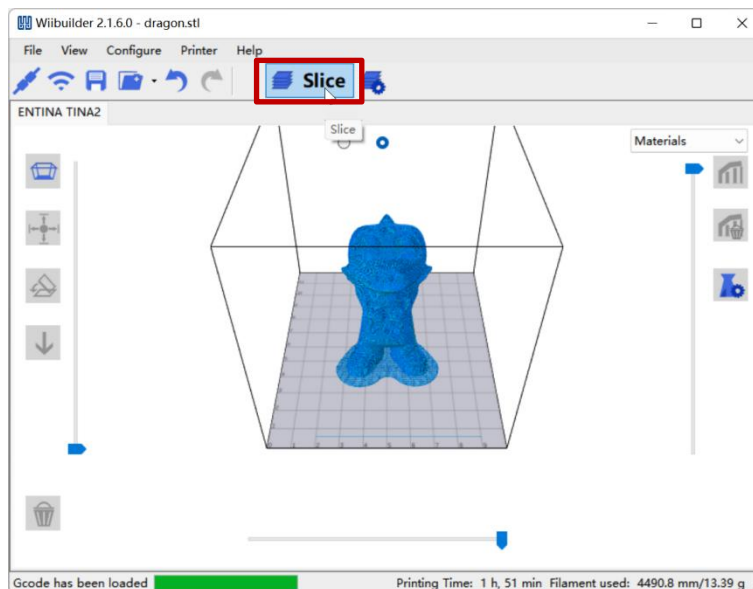 Wiibuilder 2.1.6.0 - dragon.stl
File View Configure Printer Help
Slice
ENTINA TINA2
Slice
Materials
Gcode has been loaded
Printing Time: 1 h, 51 min Filament used: 4490.8 mm/13.39 g